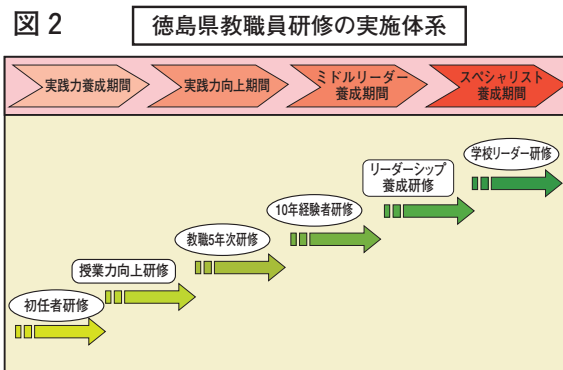 図 2
徳島県教職員研修の実施体系
実践力養成期間
実践力向上期間
ミドルリーダー
養成期間
スペシャリスト
養成期間
学校リーダー研修
リーダーシップ
養成研修
10年経験者研修
教職5年次研修
授業力向上研修
初任者研修